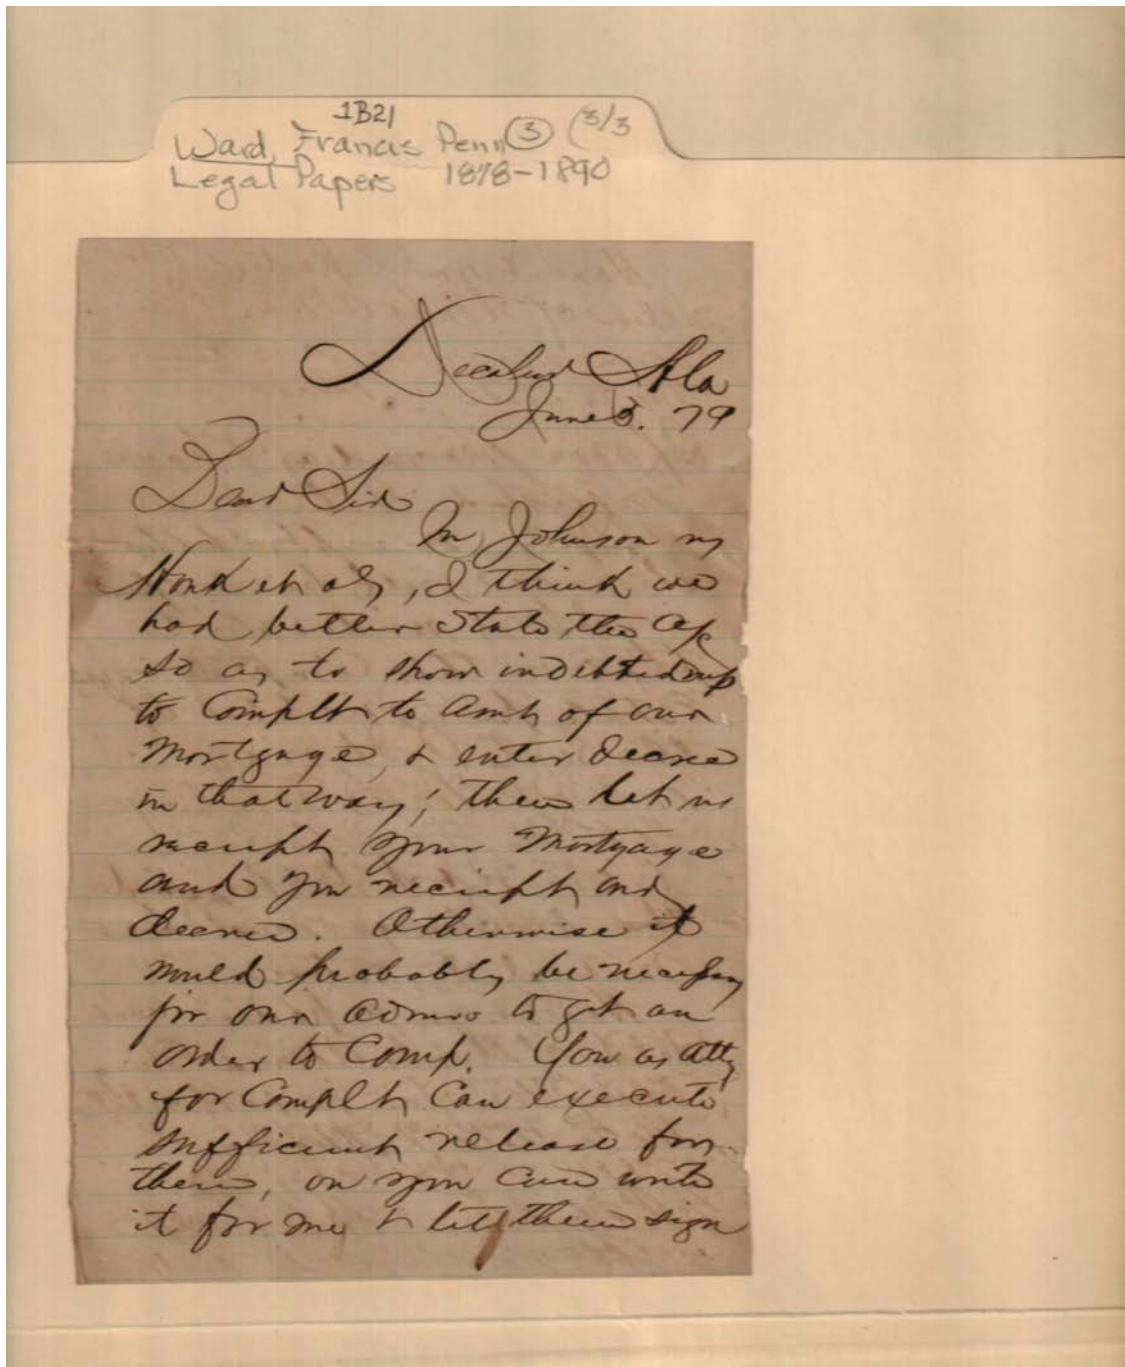 1B21
Ward, Francis Penn ③ (3/3
Legal Papers 1878-1890
Decatur Ala
June 3. 79
Dear Sir
In Johnson vs
et als, I think we
had better State the a/c
so as to show indebtedness
to Complt to amt of our
Mortgage, & enter decree
in that way; then let us
receipt your Mortgage
and you receipt our
decree. Otherwise it
would probably be necessary
for our admr to get an
order to Comp. You as atty
for Complt Can execute
sufficient release for
them, or you can write
it for me & let them sign